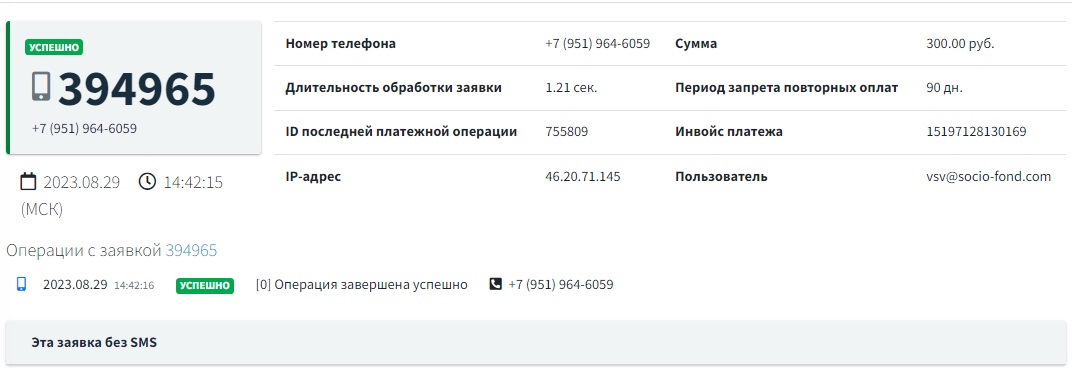 УСПЕШНО
394965
+7 (951) 964-6059
2023.08.29 14:42:15
(МСК)
Номер телефона +7 (951) 964-6059 Сумма 300.00 руб.
Длительность обработки заявки 1.21 сек. Период запрета повторных оплат 90 дн.
ID последней платежной операции 755809 Инвойс платежа 15197128130169
IP-адрес 46.20.71.145 Пользователь vsv@socio-fond.com
Операции с заявкой 394965
2023.08.29 14:42:16 УСПЕШНО [0] Операция завершена успешно +7 (951) 964-6059
Эта заявка без SMS